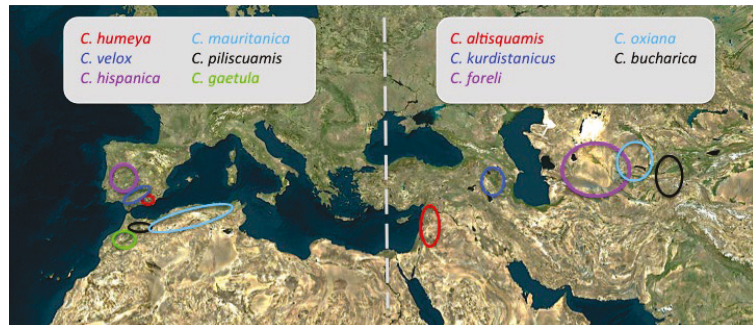 C. humeya C. mauritanica
C. velox C. piliscuamis
C. hispanica C. gaetula
C. altisquamis C. oxiana
C. kurdistanicus C. bucharica
C. foreli